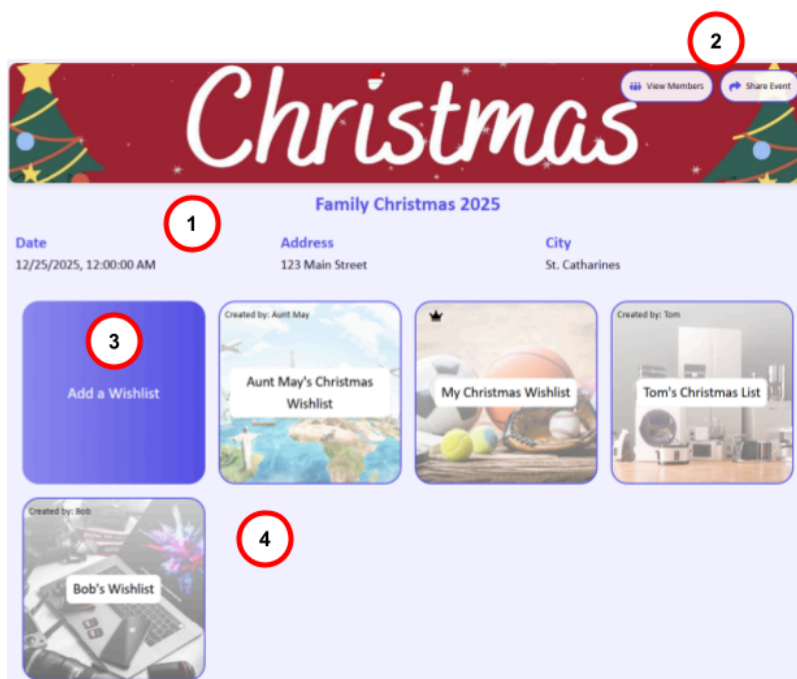 2
Christmas
View Members
Share Event
Family Christmas 2025
1
Date
Address
City
12/25/2025, 12:00:00 AM
123 Main Street
St. Catharines
3
Add a Wishlist
Created by: Aunt May
Aunt May's Christmas
Wishlist
My Christmas Wishlist
Created by: Tom
Tom's Christmas List
Created by: Bob
Bob's Wishlist
4